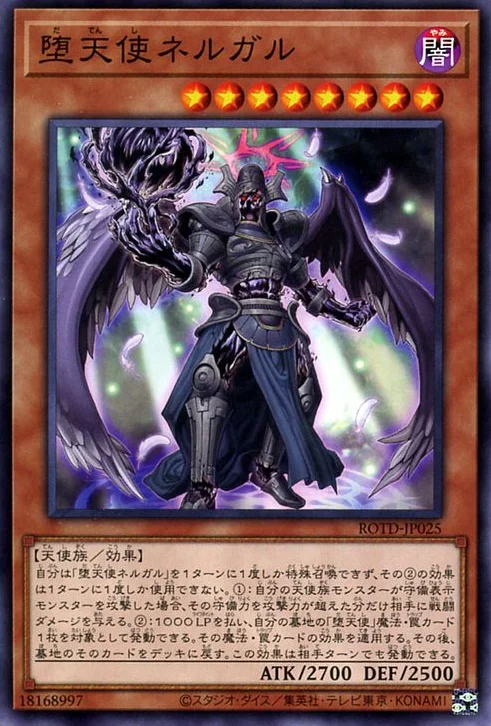 堕天使ネルガル
闇
ROTD-JP025
【天使族/効果】
自分は「堕天使ネルガル」を1ターンに1度しか特殊召喚できず、その②の効果
は1ターンに1度しか使用できない。①:自分の天使族モンスターが守備表示
モンスターを攻撃した場合、その守備力を攻撃力が超えた分だけ相手に戦闘
ダメージを与える。②:1000LPを払い、自分の墓地の「堕天使」魔法・罠カード
1枚を対象として発動できる。その魔法・罠カードの効果を適用する。その後、
墓地のそのカードをデッキに戻す。この効果は相手ターンでも発動できる。
ATK/2700 DEF/2500
18168997 ©スタジオ・ダイス/集英社・テレビ東京・KONAMI